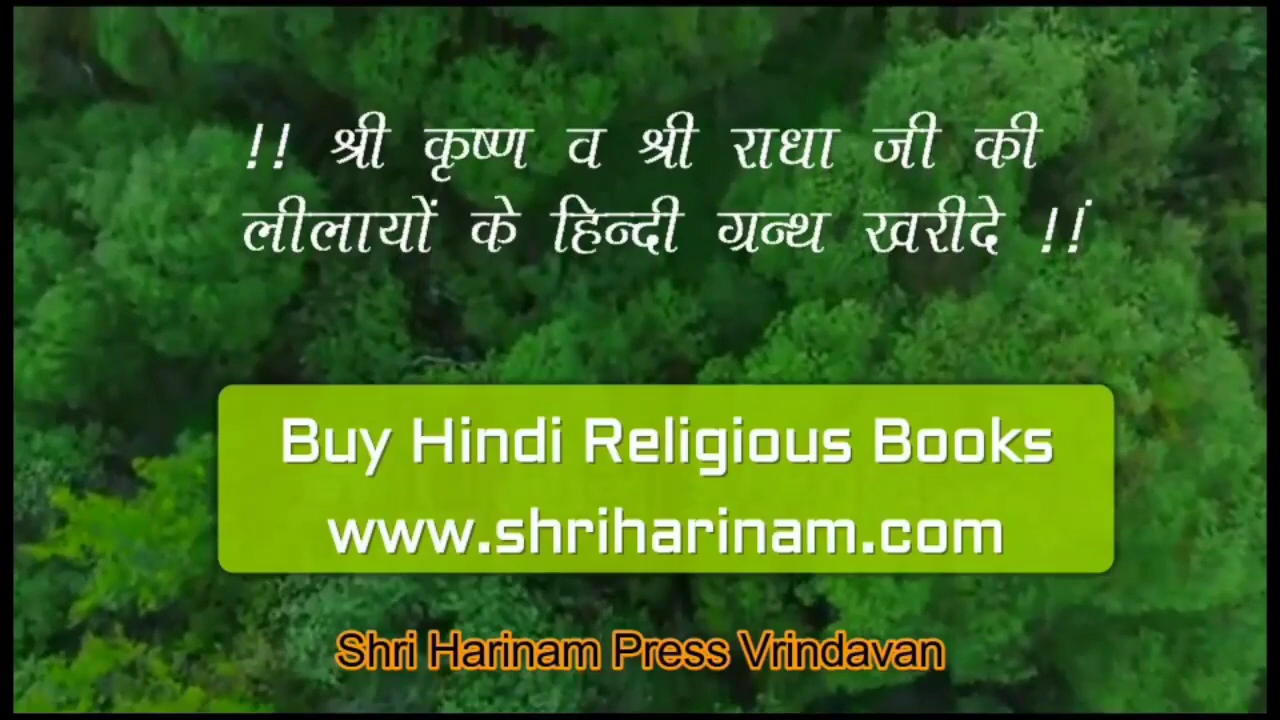 !! श्री कृष्ण व श्री राधा जी की
लीलायों के हिन्दी ग्रन्थ खरीदे !!ं
Buy Hindi Religious Books
www.shriharinam.com
Shri Harinam Press Vrindavan